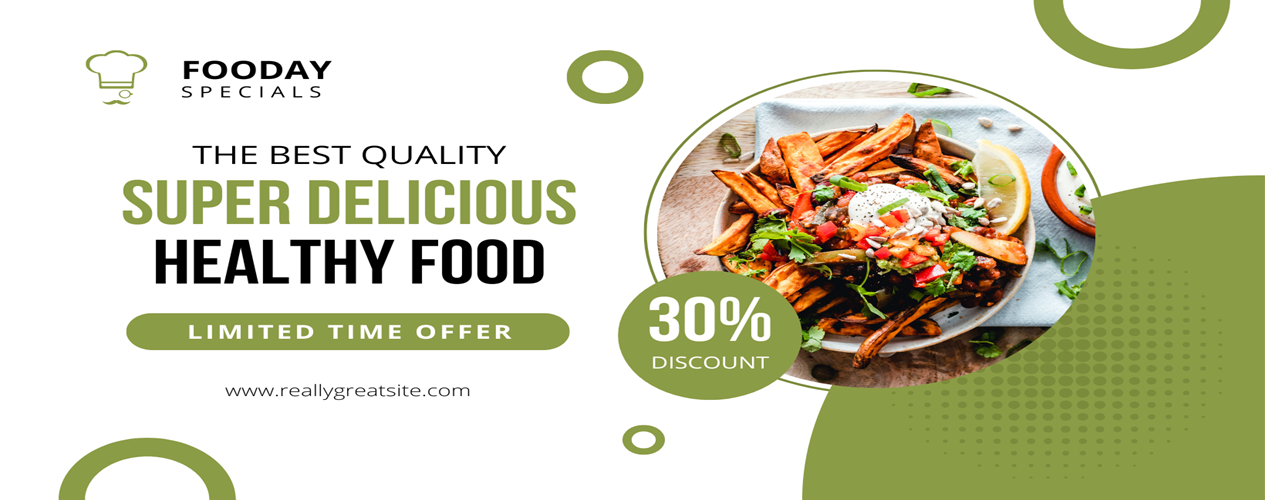 FOODAY
SPECIALS
THE BEST QUALITY
SUPER DELICIOUS
HEALTHY FOOD
LIMITED TIME OFFER
www.reallygreatsite.com
30%
DISCOUNT